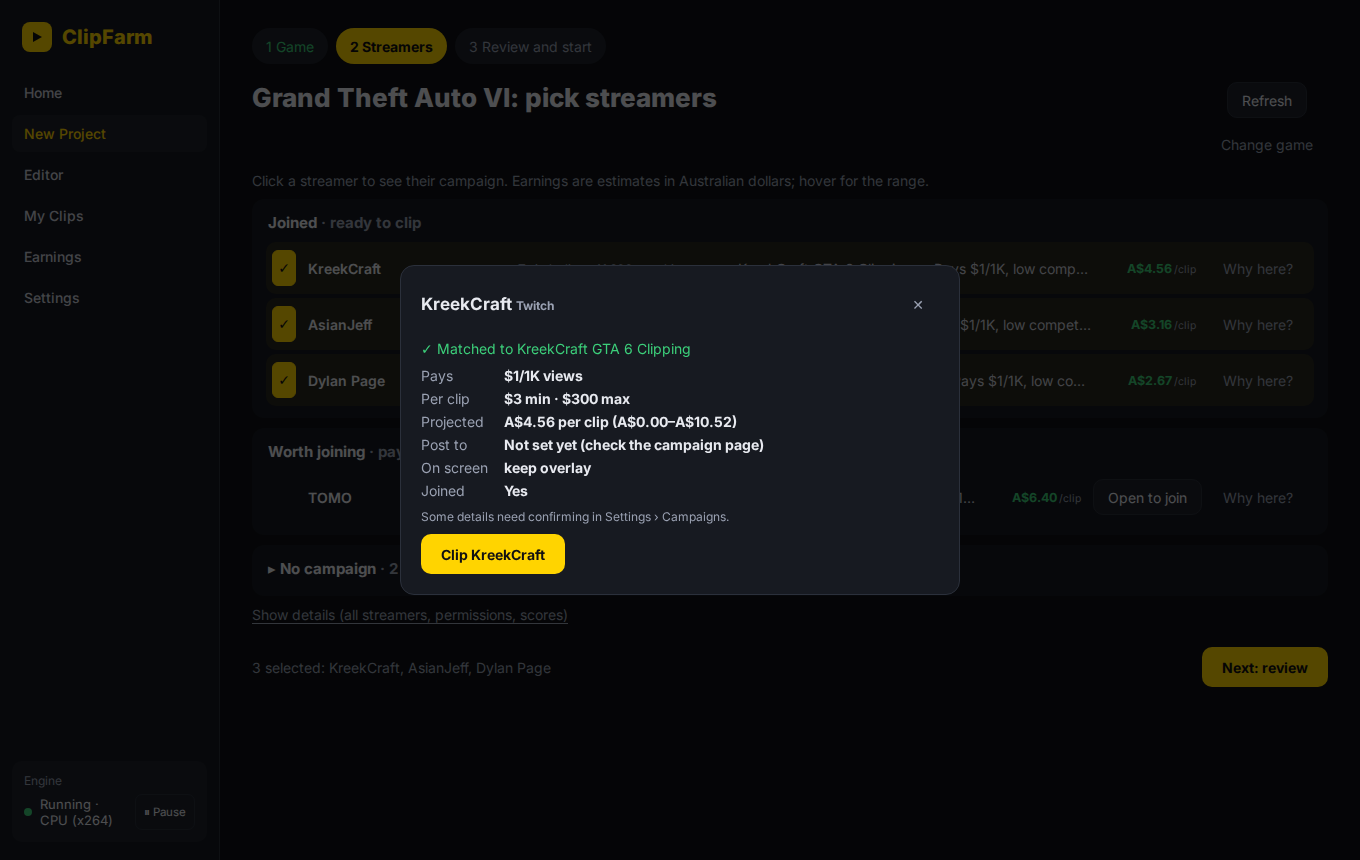 ClipFarm
Home
New Project
Editor
My Clips
Earnings
Settings
Engine
Running ·
CPU (x264)
Pause
1 Game
2 Streamers
3 Review and start
Grand Theft Auto VI: pick streamers
Refresh
Change game
Click a streamer to see their campaign. Earnings are estimates in Australian dollars; hover for the range.
Joined · ready to clip
✓ KreekCraft
$1/1K, low comp... A$4.56 /clip Why here?
✓ AsianJeff
$1/1K, low compet... A$3.16 /clip Why here?
✓ Dylan Page
ays $1/1K, low co... A$2.67 /clip Why here?
Worth joining · pay
TOMO
A$6.40 /clip Open to join Why here?
▸ No campaign · 2
Show details (all streamers, permissions, scores)
3 selected: KreekCraft, AsianJeff, Dylan Page
Next: review
KreekCraft Twitch
×
✓ Matched to KreekCraft GTA 6 Clipping
Pays $1/1K views
Per clip $3 min · $300 max
Projected A$4.56 per clip (A$0.00–A$10.52)
Post to Not set yet (check the campaign page)
On screen keep overlay
Joined Yes
Some details need confirming in Settings › Campaigns.
Clip KreekCraft